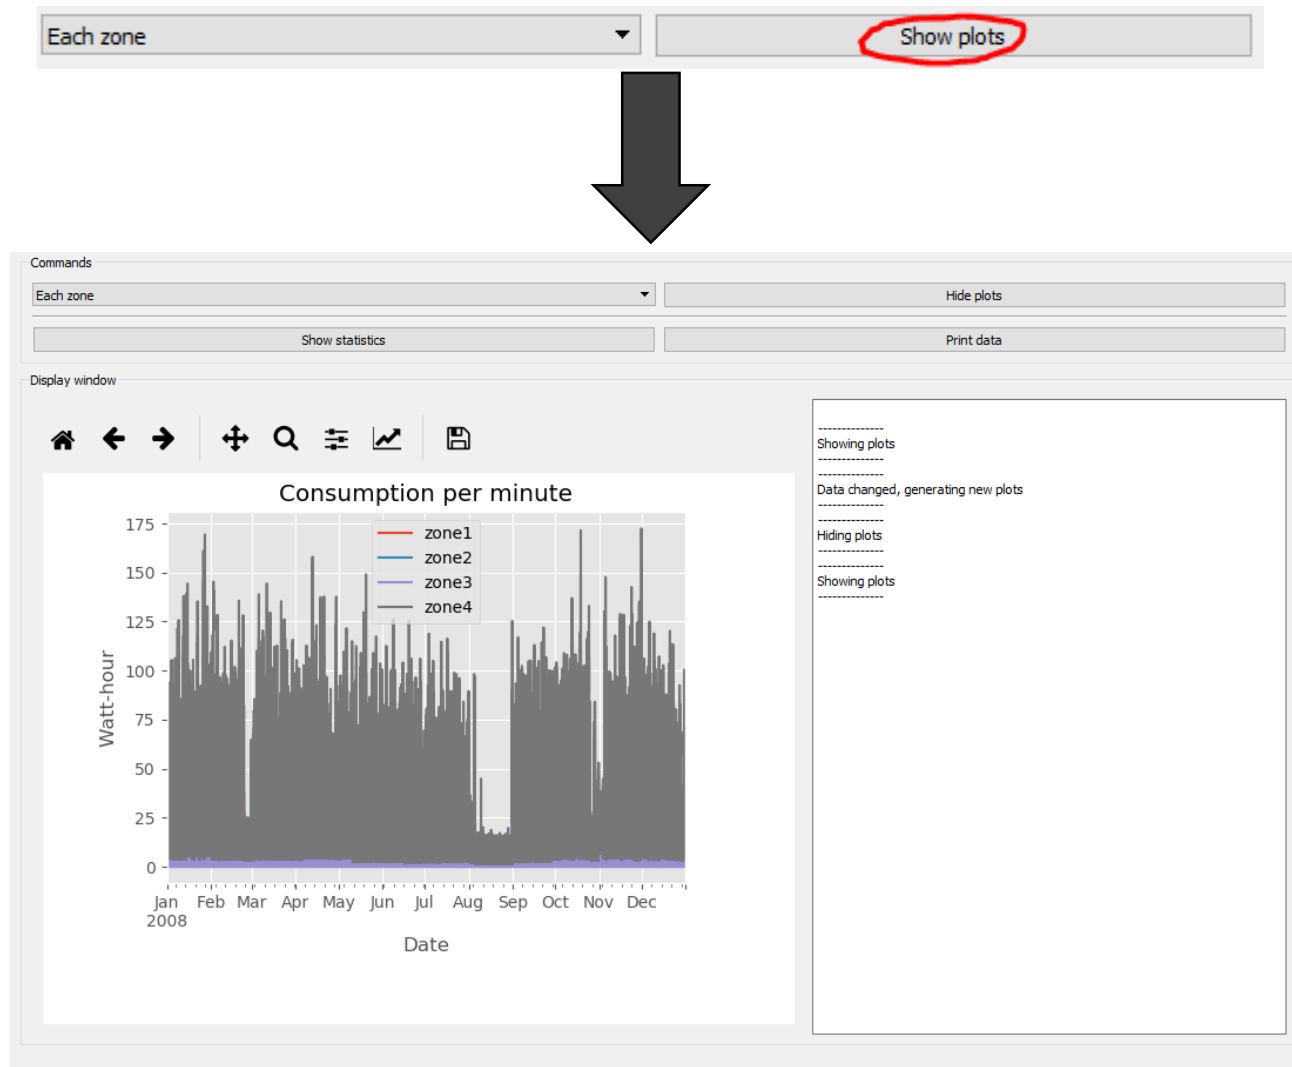 Each zone
Show plots
Commands
Each zone
Hide plots
Show statistics
Print data
Display window
Consumption per minute
zone1
zone2
zone3
zone4
175
150
125
100
75
50
25
0
Watt-hour
Jan Feb Mar Apr May Jun Jul Aug Sep Oct Nov Dec
2008
Date
--------------
Showing plots
--------------
--------------
Data changed, generating new plots
--------------
--------------
Hiding plots
--------------
--------------
Showing plots
--------------